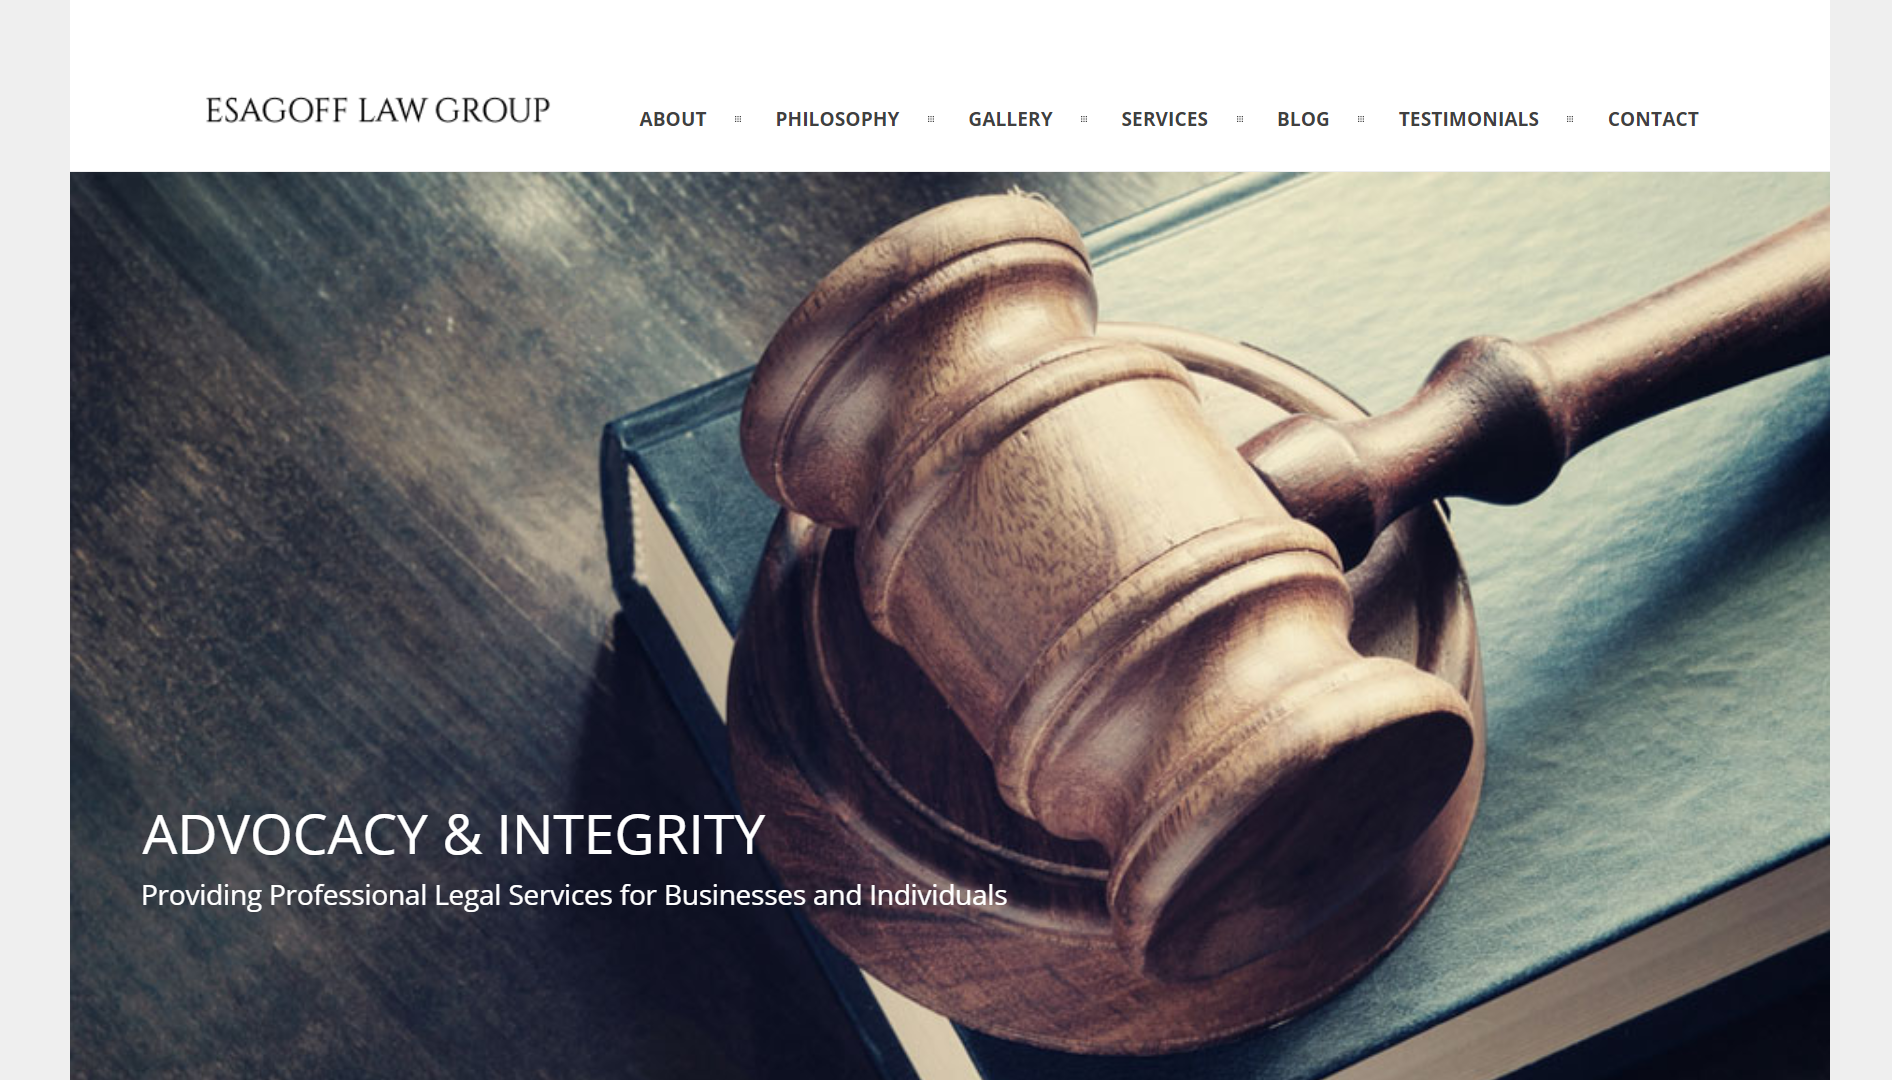 ESAGOFF LAW GROUP
ABOUT PHILOSOPHY GALLERY SERVICES BLOG TESTIMONIALS CONTACT
ADVOCACY & INTEGRITY
Providing Professional Legal Services for Businesses and Individuals